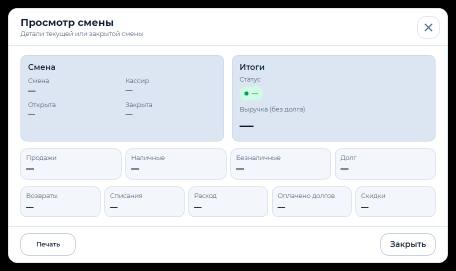 Просмотр смены
Детали текущей или закрытой смены
Смена
Смена
Кассир
—
—
Открыта
Закрыта
—
—
Итоги
Статус
—
Выручка (без долга)
—
Продажи
—
Наличные
—
Безналичные
—
Долг
—
Возвраты
—
Списания
—
Расход
—
Оплачено долгов
—
Скидки
—
Печать
Закрыть